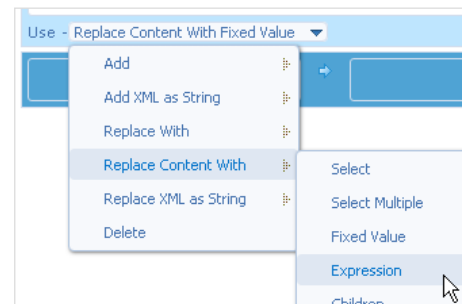 Use - Replace Content With Fixed Value
Add
Add XML as String
Replace With
Replace Content With
Replace XML as String
Delete
Select
Select Multiple
Fixed Value
Expression
Children